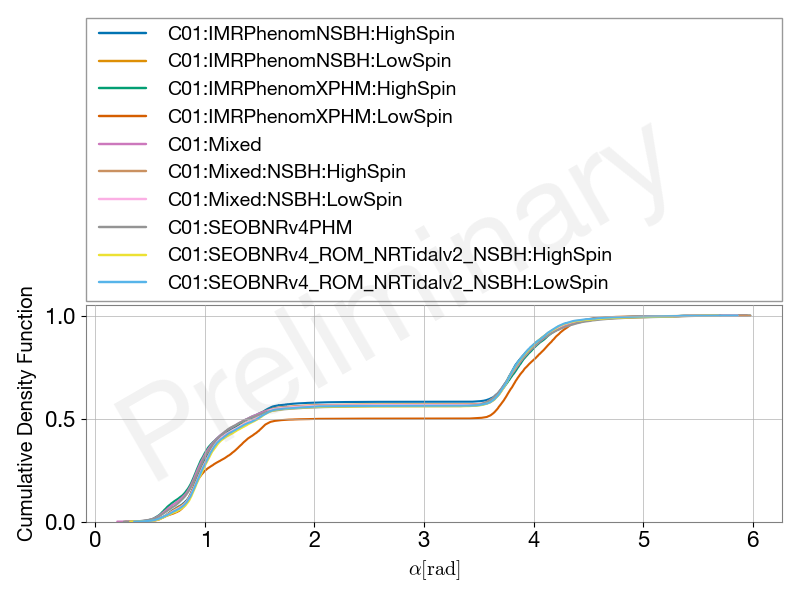 C01:IMRPhenomNSBH:HighSpin
C01:IMRPhenomNSBH:LowSpin
C01:IMRPhenomXPHM:HighSpin
C01:IMRPhenomXPHM:LowSpin
C01:Mixed
C01:Mixed:NSBH:HighSpin
C01:Mixed:NSBH:LowSpin
C01:SEOBNRv4PHM
C01:SEOBNRv4_ROM_NRTidalv2_NSBH:HighSpin
C01:SEOBNRv4_ROM_NRTidalv2_NSBH:LowSpin
Preliminary
Cumulative Density Function
1.0
0.5
0.0
0 1 2 3 4 5 6
α[rad]